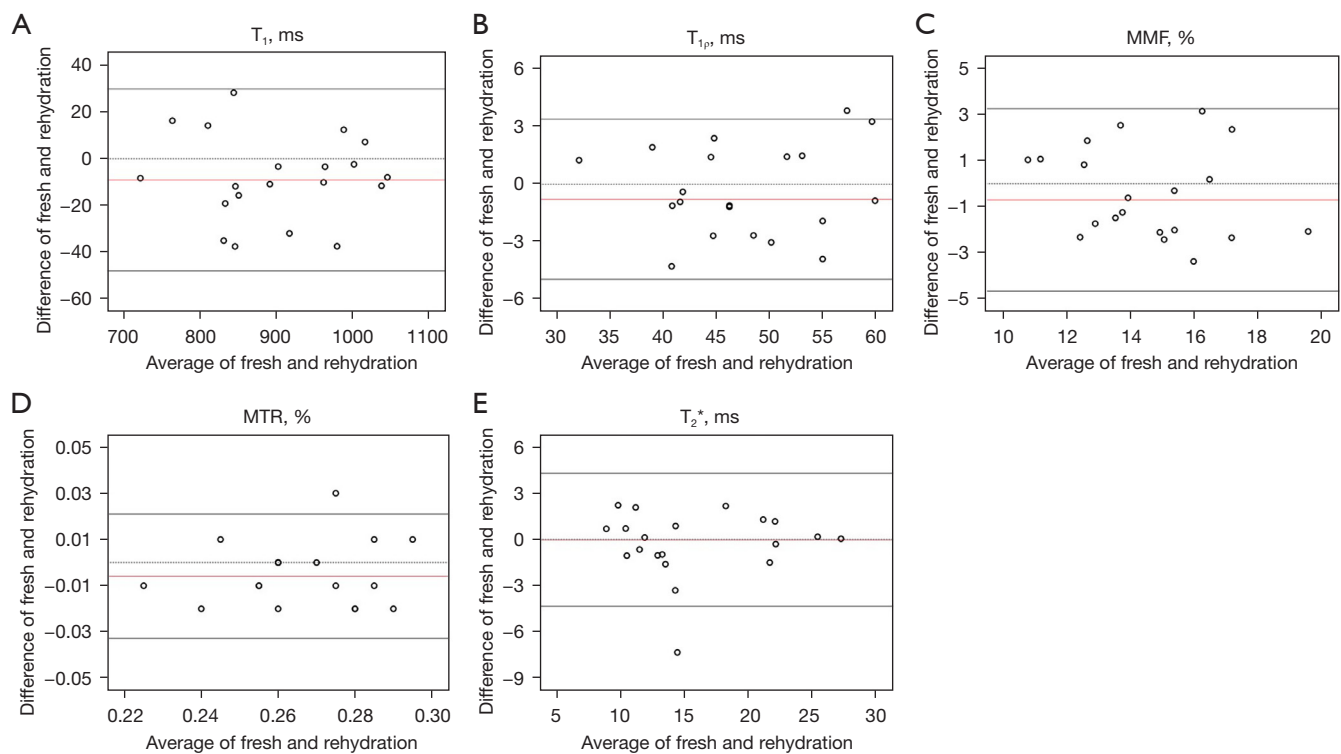 A
T₁, ms
Difference of fresh and rehydration
40
20
0
−20
−40
−60
700 800 900 1000 1100
Average of fresh and rehydration
B
T₁ρ, ms
Difference of fresh and rehydration
6
3
0
−3
−6
30 35 40 45 50 55 60
Average of fresh and rehydration
C
MMF, %
Difference of fresh and rehydration
5
3
1
−1
−3
−5
10 12 14 16 18 20
Average of fresh and rehydration
D
MTR, %
Difference of fresh and rehydration
0.05
0.03
0.01
−0.01
−0.03
−0.05
0.22 0.24 0.26 0.28 0.30
Average of fresh and rehydration
E
T₂*, ms
Difference of fresh and rehydration
6
3
0
−3
−6
−9
5 10 15 20 25 30
Average of fresh and rehydration